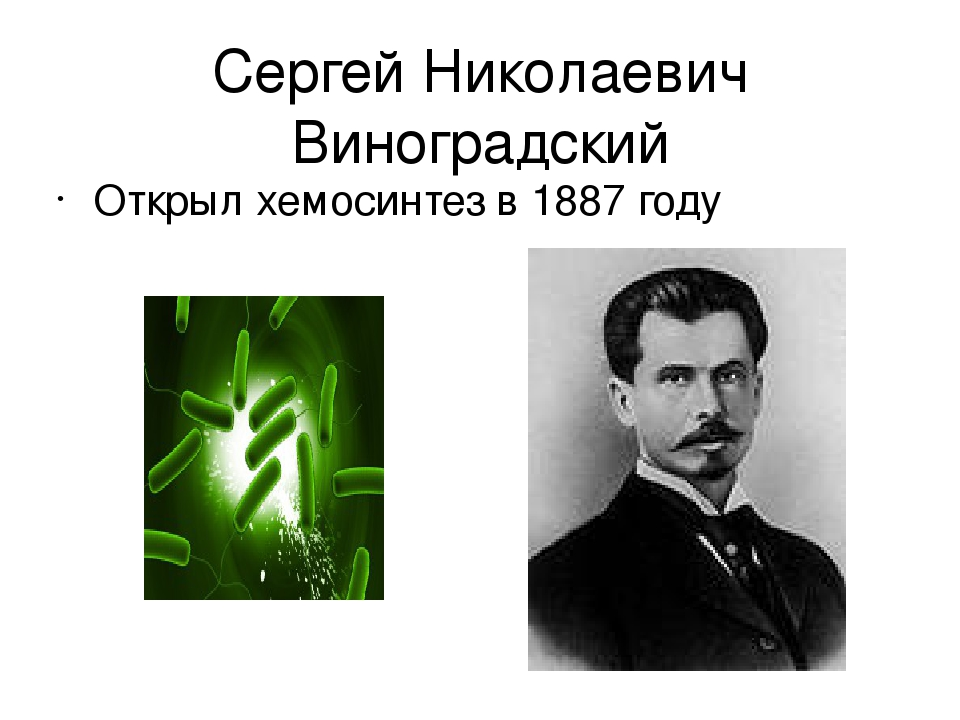 Сергей Николаевич
Виноградский
· Открыл хемосинтез в 1887 году